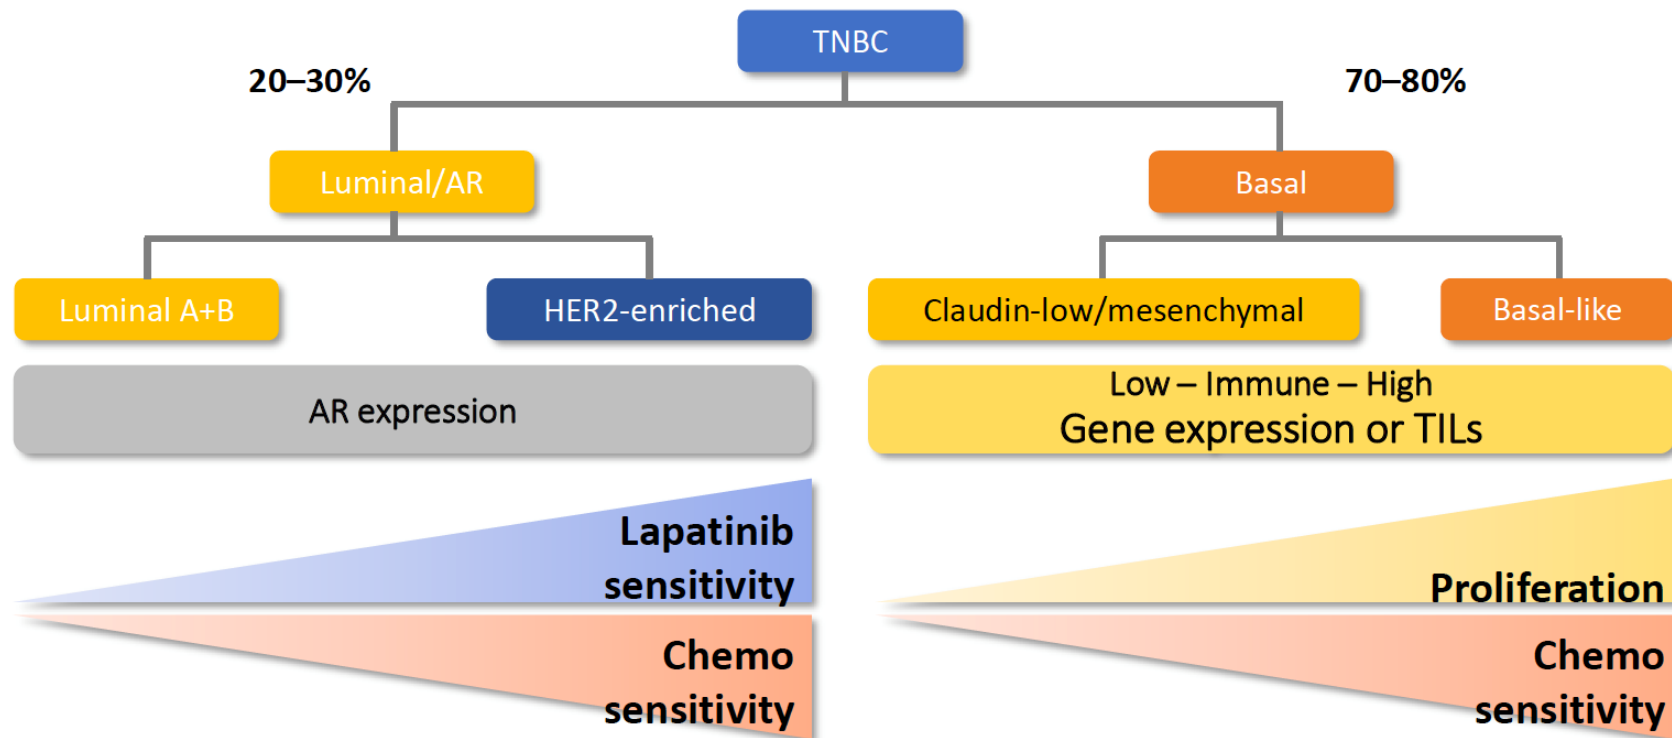 TNBC
20–30%
70–80%
Luminal/AR
Basal
Luminal A+B
HER2-enriched
Claudin-low/mesenchymal
Basal-like
AR expression
Low – Immune – High
Gene expression or TILs
Lapatinib
sensitivity
Chemo
sensitivity
Proliferation
Chemo
sensitivity